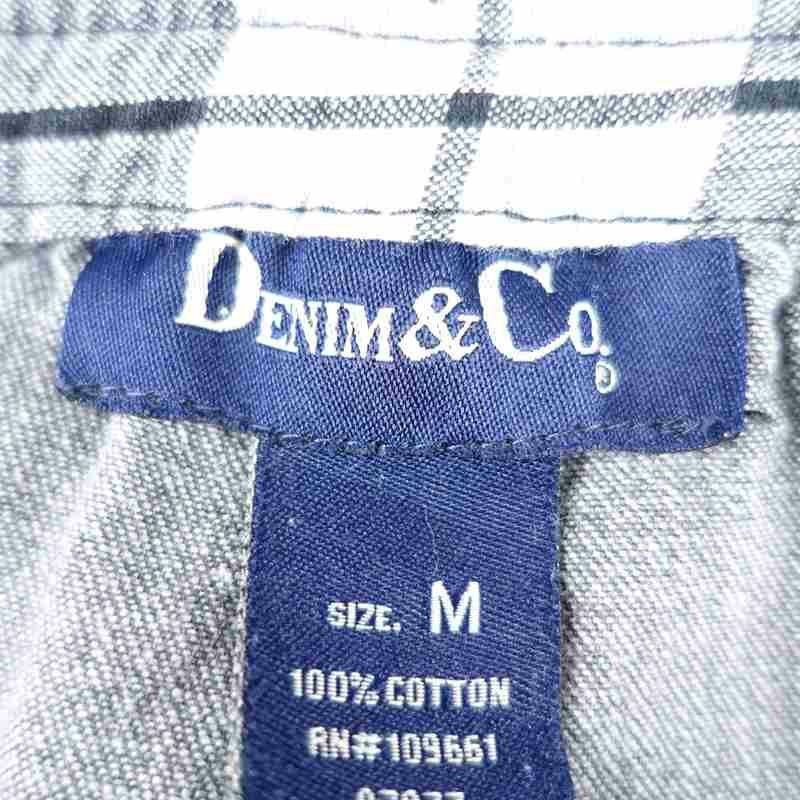 DENIM & CO.
SIZE. M
100% COTTON
RN#109661